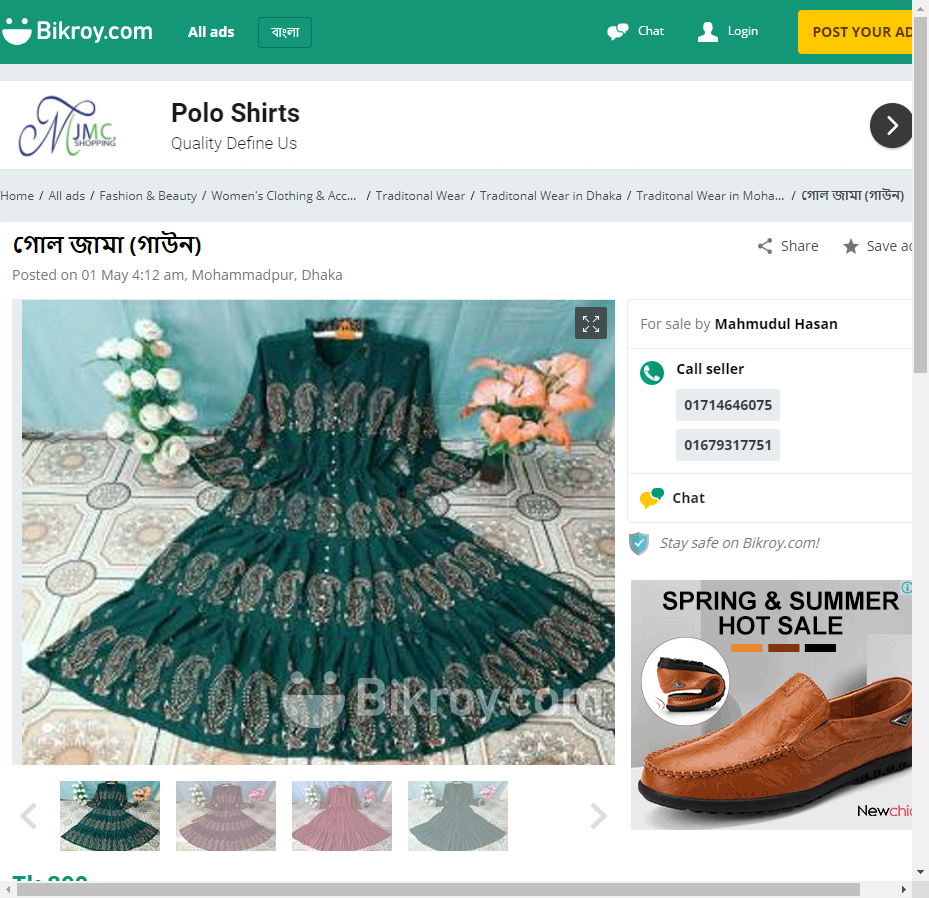 Bikroy.com
All ads
বাংলা
Chat
Login
POST YOUR AD
MJMC
SHOPPING
Polo Shirts
Quality Define Us
Home / All ads / Fashion & Beauty / Women's Clothing & Acc... / Traditonal Wear / Traditonal Wear in Dhaka / Traditonal Wear in Moha... / গোল জামা (গাউন)
গোল জামা (গাউন)
Share
Save ad
Posted on 01 May 4:12 am, Mohammadpur, Dhaka
Bikroy.com
For sale by Mahmudul Hasan
Call seller
01714646075
01679317751
Chat
Stay safe on Bikroy.com!
SPRING & SUMMER
HOT SALE
Newchic
Tk 800